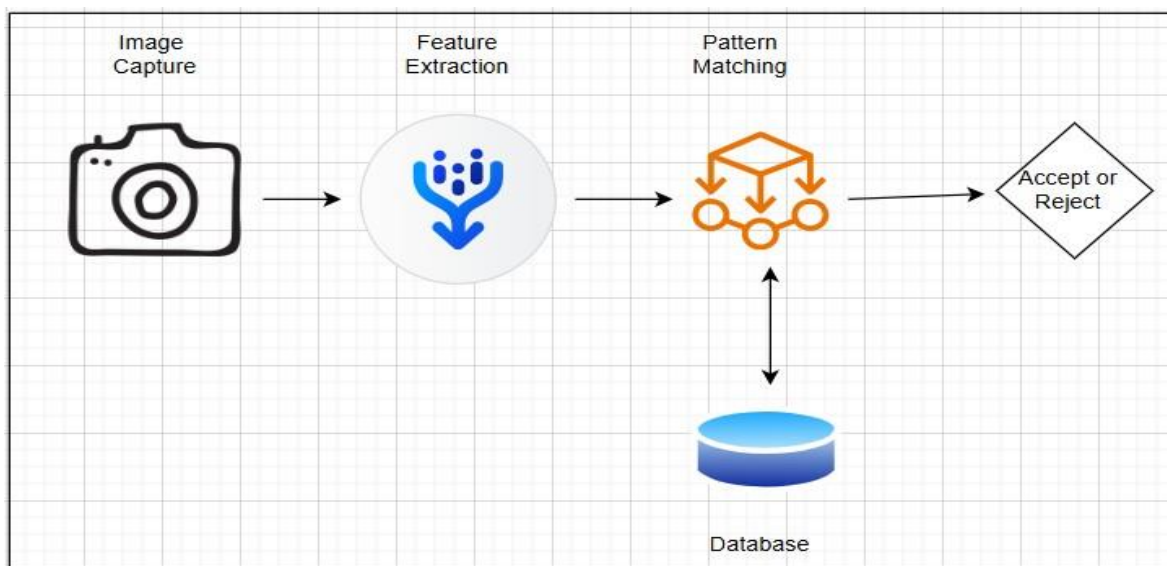 Image
Capture
Feature
Extraction
Pattern
Matching
Accept or
Reject
Database